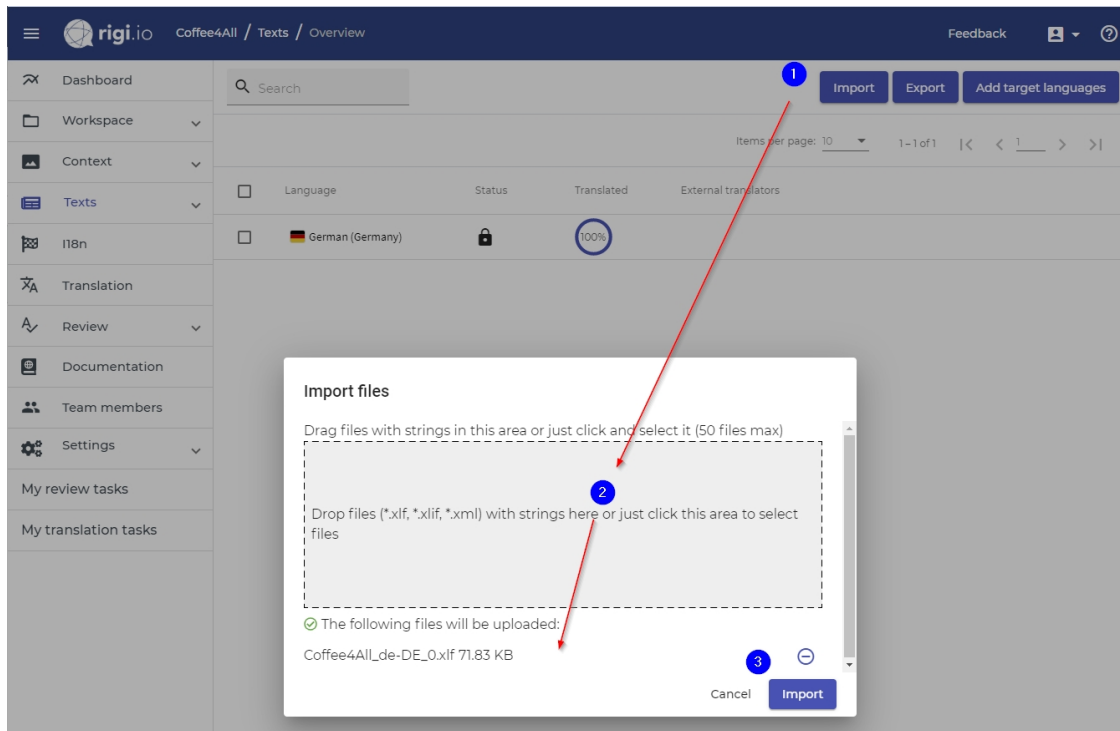 rigi.io Coffee4All / Texts / Overview Feedback
Dashboard
Workspace
Context
Texts
I18n
Translation
Review
Documentation
Team members
Settings
My review tasks
My translation tasks
Search
1
Import Export Add target languages
Items per page: 10 1 – 1 of 1 |< < 1 > >|
Language Status Translated External translators
German (Germany) 100%
Import files
Drag files with strings in this area or just click and select it (50 files max)
2
Drop files (*.xlf, *.xlif, *.xml) with strings here or just click this area to select
files
The following files will be uploaded:
Coffee4All_de-DE_0.xlf 71.83 KB
3
Cancel Import